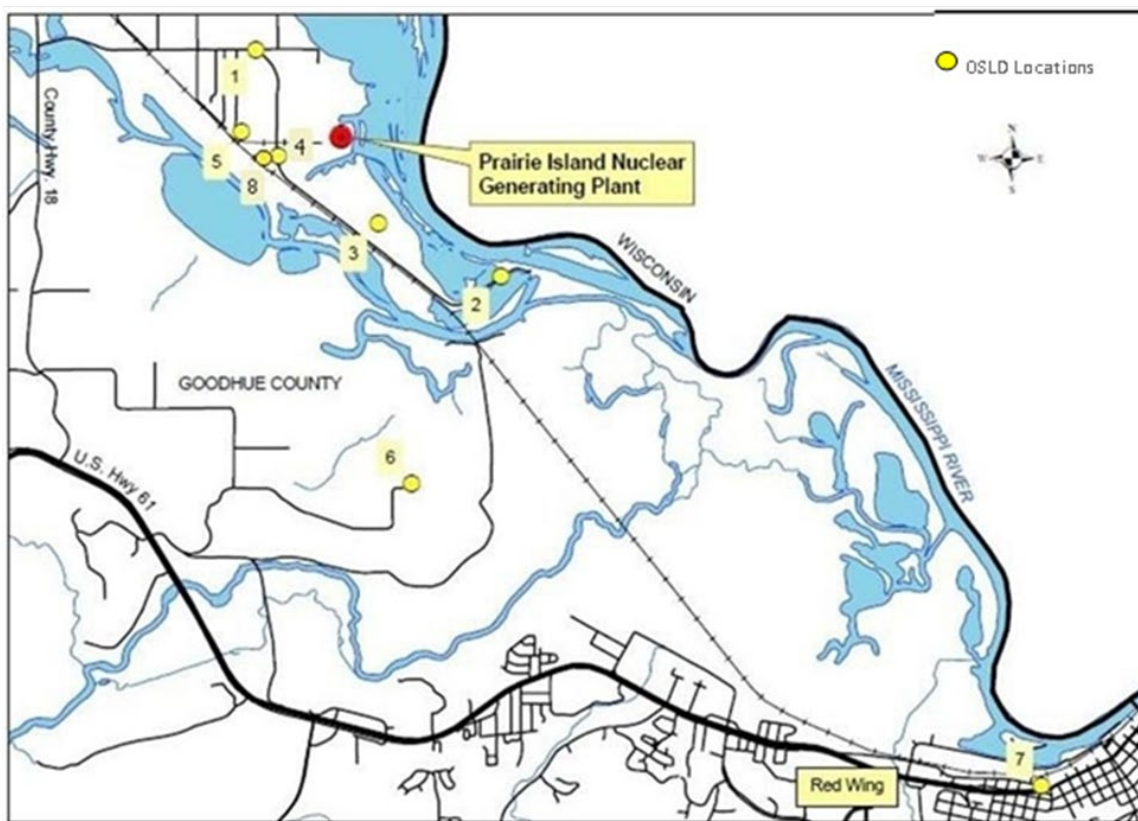 OSLD Locations
N
W E
S
1
County Hwy. 18
4
5
8
Prairie Island Nuclear
Generating Plant
3
WISCONSIN
2
GOODHUE COUNTY
MISSISSIPPI RIVER
6
U.S. Hwy 61
7
Red Wing